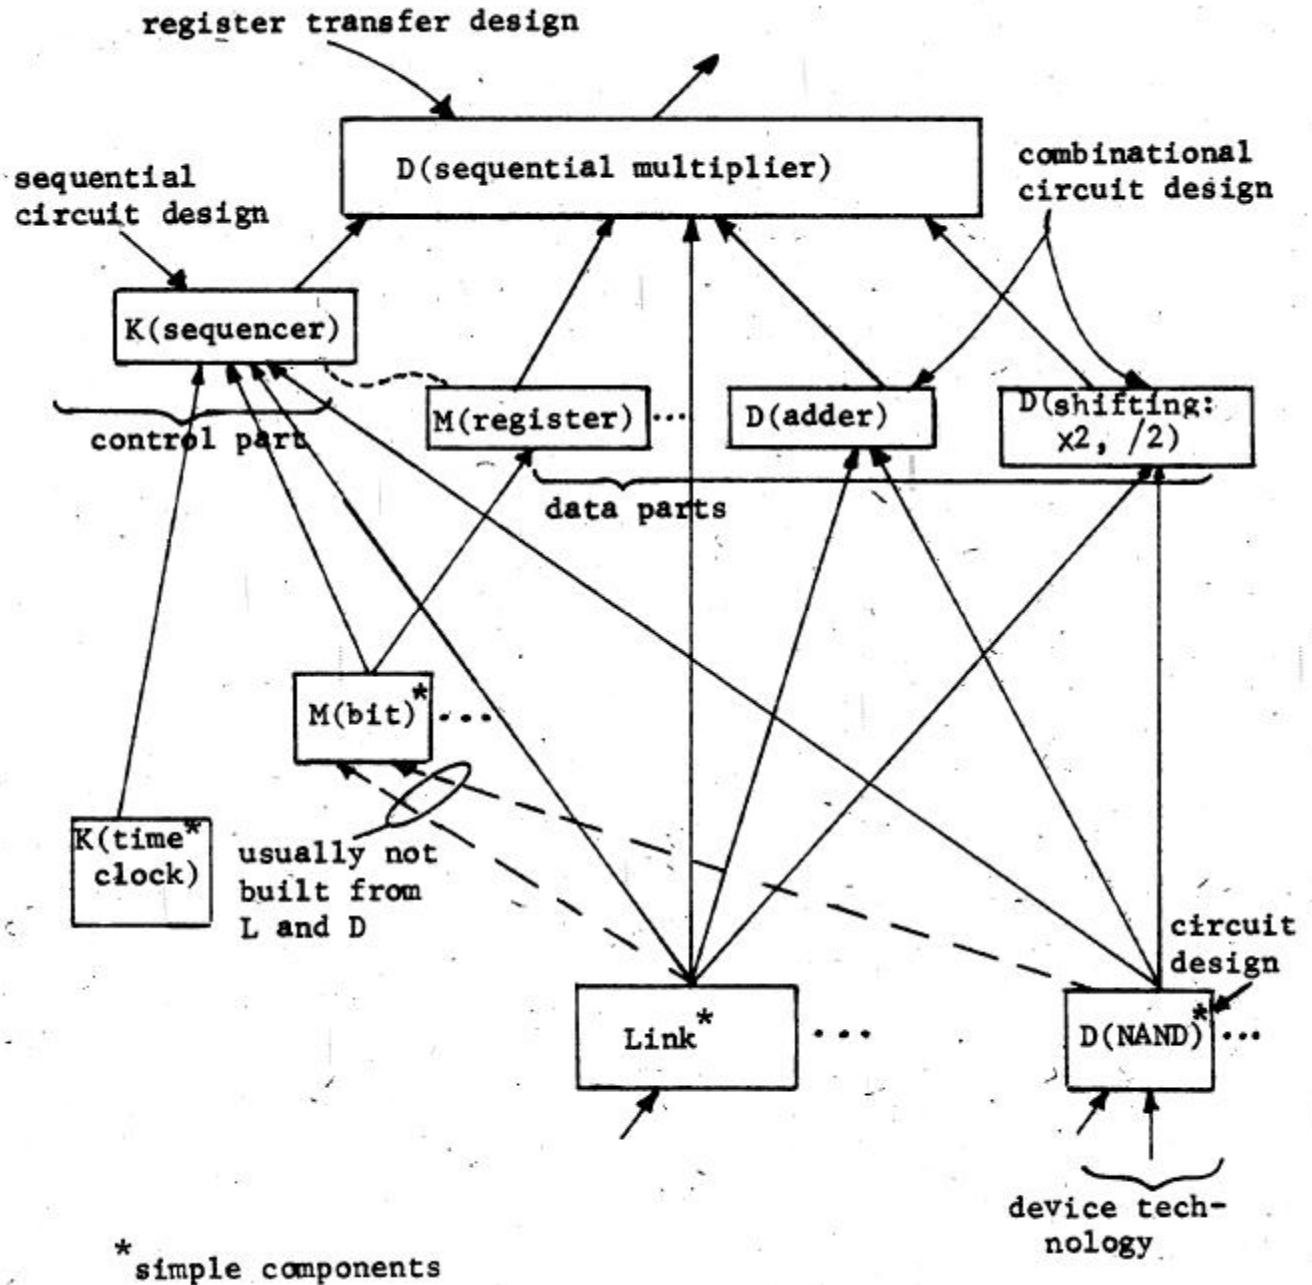 register transfer design
D(sequential multiplier)
combinational
circuit design
sequential
circuit design
K(sequencer)
M(register)
...
D(adder)
D(shifting:
x2, /2)
control part
data parts
M(bit)*
...
K(time*
clock)
usually not
built from
L and D
circuit
design
Link*
...
D(NAND)*
...
device tech-
nology
*simple components